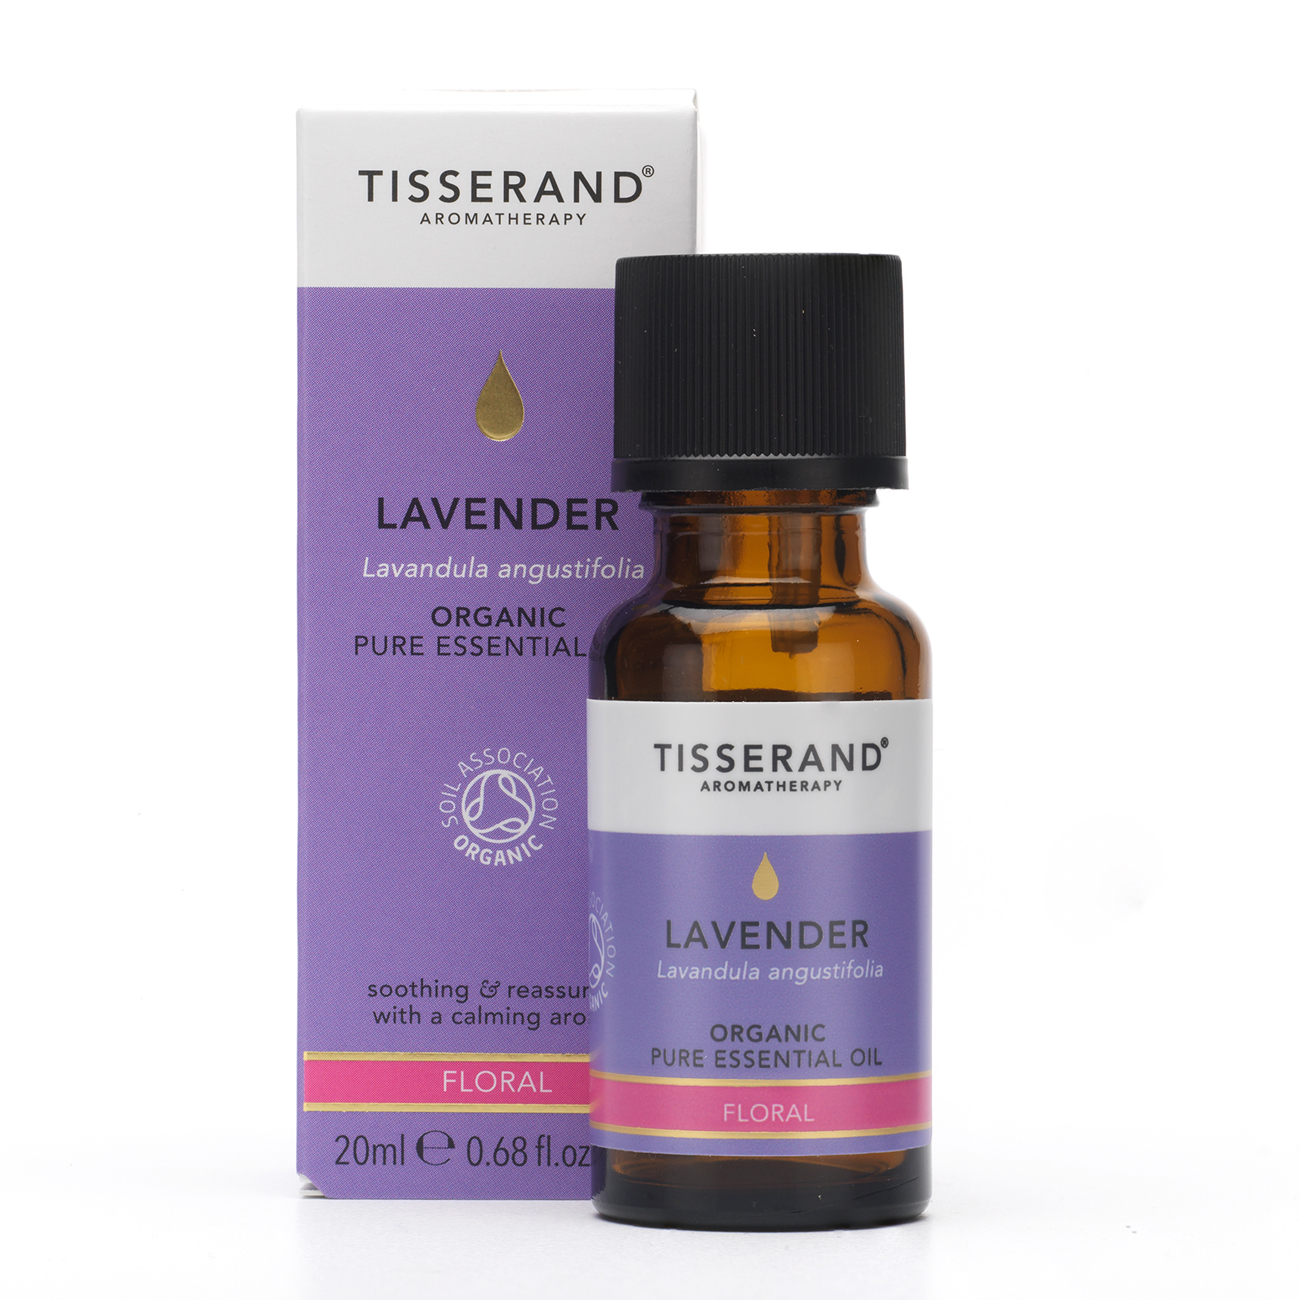 TISSERAND®
AROMATHERAPY
LAVENDER
Lavandula angustifolia
ORGANIC
PURE ESSENTIAL
SOIL ASSOCIATION
ORGANIC
soothing & reassur
with a calming aro
FLORAL
20ml ℮ 0.68 fl.oz
TISSERAND®
AROMATHERAPY
LAVENDER
Lavandula angustifolia
ORGANIC
PURE ESSENTIAL OIL
FLORAL